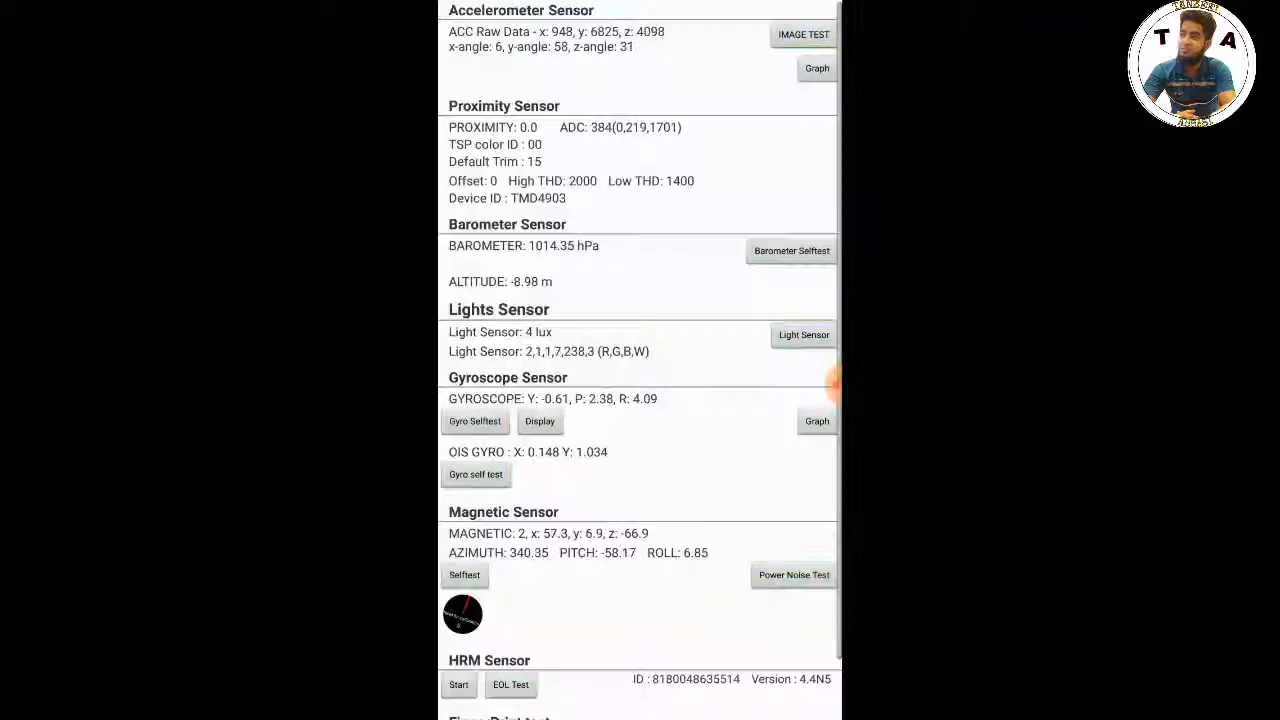 Accelerometer Sensor
ACC Raw Data - x: 948, y: 6825, z: 4098
x-angle: 6, y-angle: 58, z-angle: 31
IMAGE TEST
Graph
Proximity Sensor
PROXIMITY: 0.0 ADC: 384(0,219,1701)
TSP color ID : 00
Default Trim : 15
Offset: 0 High THD: 2000 Low THD: 1400
Device ID : TMD4903
Barometer Sensor
BAROMETER: 1014.35 hPa
Barometer Selftest
ALTITUDE: -8.98 m
Lights Sensor
Light Sensor: 4 lux
Light Sensor
Light Sensor: 2,1,1,7,238,3 (R,G,B,W)
Gyroscope Sensor
GYROSCOPE: Y: -0.61, P: 2.38, R: 4.09
Gyro Selftest Display Graph
OIS GYRO : X: 0.148 Y: 1.034
Gyro self test
Magnetic Sensor
MAGNETIC: 2, x: 57.3, y: 6.9, z: -66.9
AZIMUTH: 340.35 PITCH: -58.17 ROLL: 6.85
Selftest Power Noise Test
HRM Sensor
ID : 8180048635514 Version : 4.4N5
Start EOL Test
T A